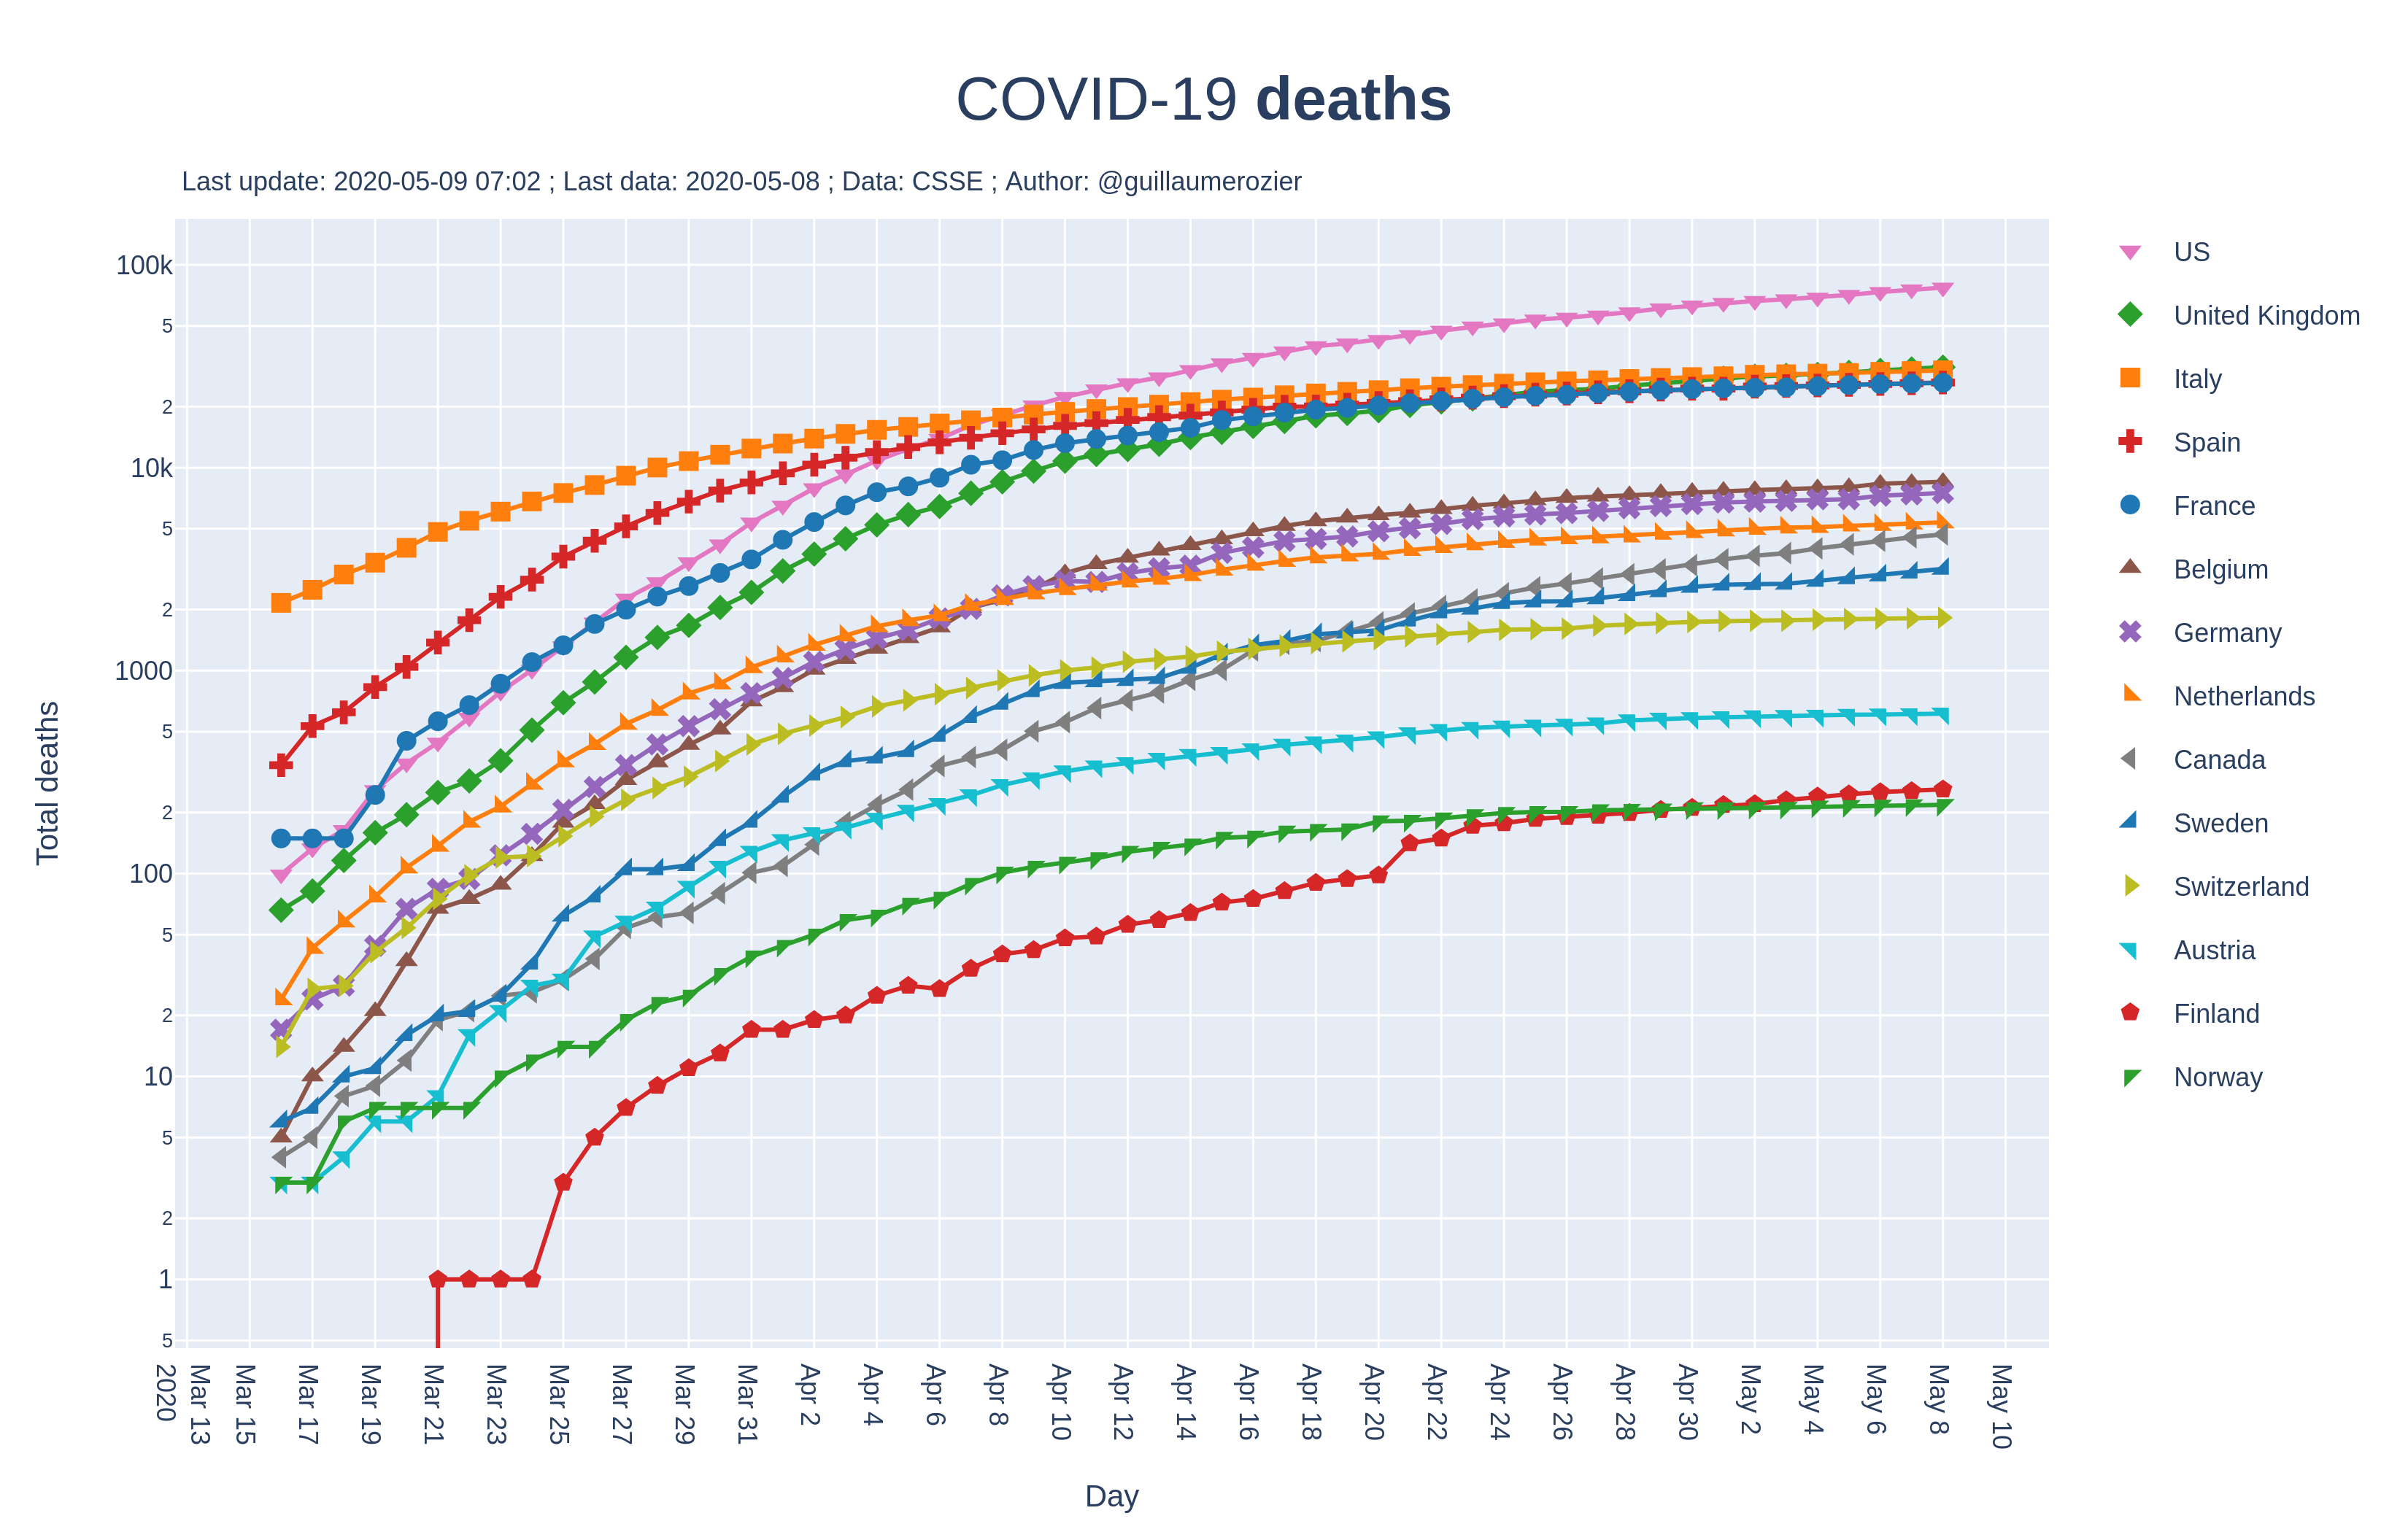 COVID-19 deaths
Last update: 2020-05-09 07:02 ; Last data: 2020-05-08 ; Data: CSSE ; Author: @guillaumerozier
Total deaths
100k
5
2
10k
5
2
1000
5
2
100
5
2
10
5
2
1
5
Mar 13
2020
Mar 15
Mar 17
Mar 19
Mar 21
Mar 23
Mar 25
Mar 27
Mar 29
Mar 31
Apr 2
Apr 4
Apr 6
Apr 8
Apr 10
Apr 12
Apr 14
Apr 16
Apr 18
Apr 20
Apr 22
Apr 24
Apr 26
Apr 28
Apr 30
May 2
May 4
May 6
May 8
May 10
Day
US
United Kingdom
Italy
Spain
France
Belgium
Germany
Netherlands
Canada
Sweden
Switzerland
Austria
Finland
Norway